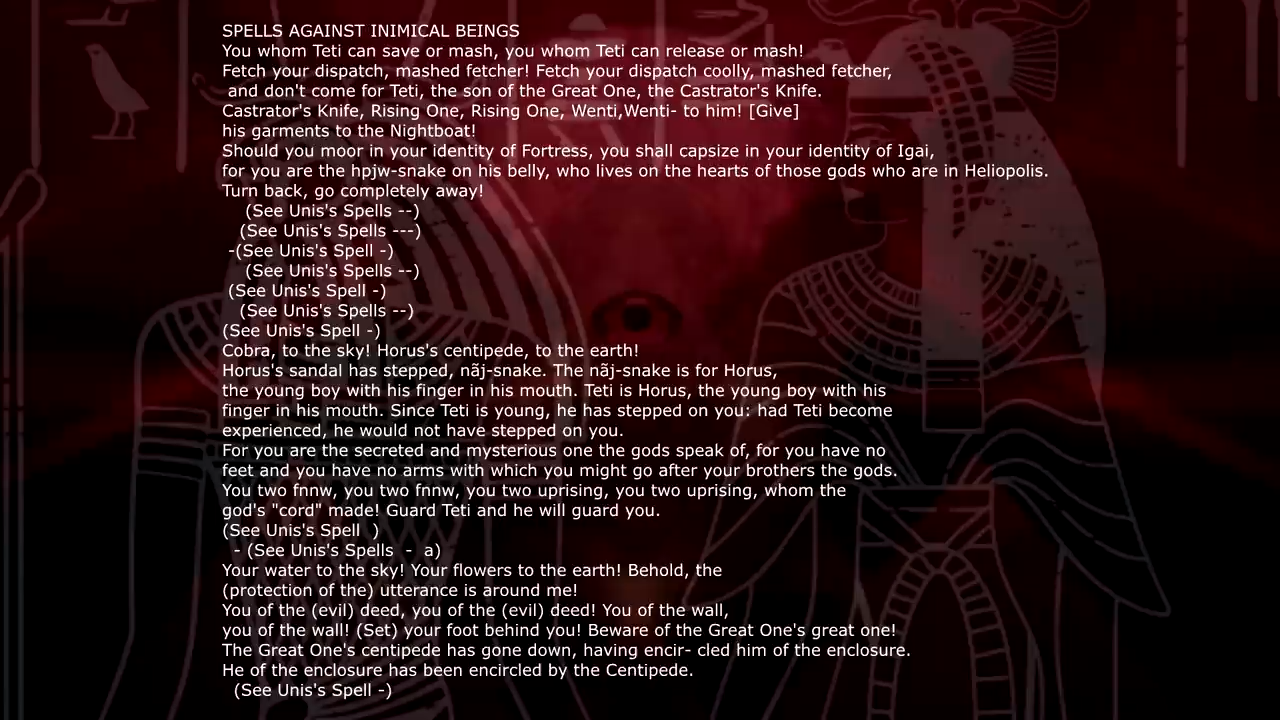 SPELLS AGAINST INIMICAL BEINGS
You whom Teti can save or mash, you whom Teti can release or mash!
Fetch your dispatch, mashed fetcher! Fetch your dispatch coolly, mashed fetcher,
and don't come for Teti, the son of the Great One, the Castrator's Knife.
Castrator's Knife, Rising One, Rising One, Wenti,Wenti- to him! [Give]
his garments to the Nightboat!
Should you moor in your identity of Fortress, you shall capsize in your identity of Igai,
for you are the hpjw-snake on his belly, who lives on the hearts of those gods who are in Heliopolis.
Turn back, go completely away!
(See Unis's Spells --)
(See Unis's Spells ---)
-(See Unis's Spell -)
(See Unis's Spells --)
(See Unis's Spell -)
(See Unis's Spells --)
(See Unis's Spell -)
Cobra, to the sky! Horus's centipede, to the earth!
Horus's sandal has stepped, nãj-snake. The nãj-snake is for Horus,
the young boy with his finger in his mouth. Teti is Horus, the young boy with his
finger in his mouth. Since Teti is young, he has stepped on you: had Teti become
experienced, he would not have stepped on you.
For you are the secreted and mysterious one the gods speak of, for you have no
feet and you have no arms with which you might go after your brothers the gods.
You two fnnw, you two fnnw, you two uprising, you two uprising, whom the
god's "cord" made! Guard Teti and he will guard you.
(See Unis's Spell  )
- (See Unis's Spells  -  a)
Your water to the sky! Your flowers to the earth! Behold, the
(protection of the) utterance is around me!
You of the (evil) deed, you of the (evil) deed! You of the wall,
you of the wall! (Set) your foot behind you! Beware of the Great One's great one!
The Great One's centipede has gone down, having encir- cled him of the enclosure.
He of the enclosure has been encircled by the Centipede.
(See Unis's Spell -)